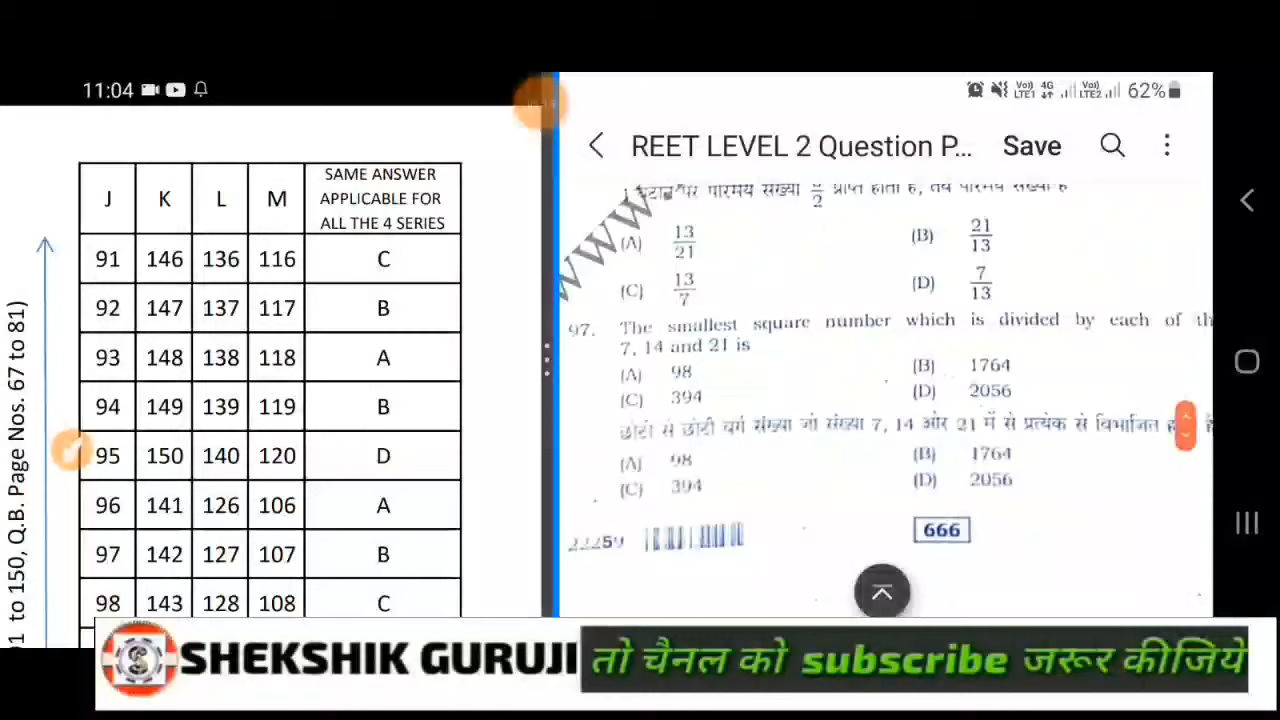 11:04
62%
REET LEVEL 2 Question P... Save
J K L M SAME ANSWER APPLICABLE FOR ALL THE 4 SERIES
91 146 136 116 C
92 147 137 117 B
93 148 138 118 A
94 149 139 119 B
95 150 140 120 D
96 141 126 106 A
97 142 127 107 B
98 143 128 108 C
1 to 150, Q.B. Page Nos. 67 to 81)
पर परिमेय संख्या प्राप्त होता है,
(A) 13/21 (B) 21/13
(C) 13/7 (D) 7/13
97. The smallest square number which is divided by each of
7, 14 and 21 is
(A) 98 (B) 1764
(C) 394 (D) 2056
छोटी से छोटी वर्ग संख्या जो संख्या 7, 14 और 21 में से प्रत्येक से विभाजित
(A) 98 (B) 1764
(C) 394 (D) 2056
666
SHEKSHIK GURUJI तो चैनल को subscribe जरूर कीजिये